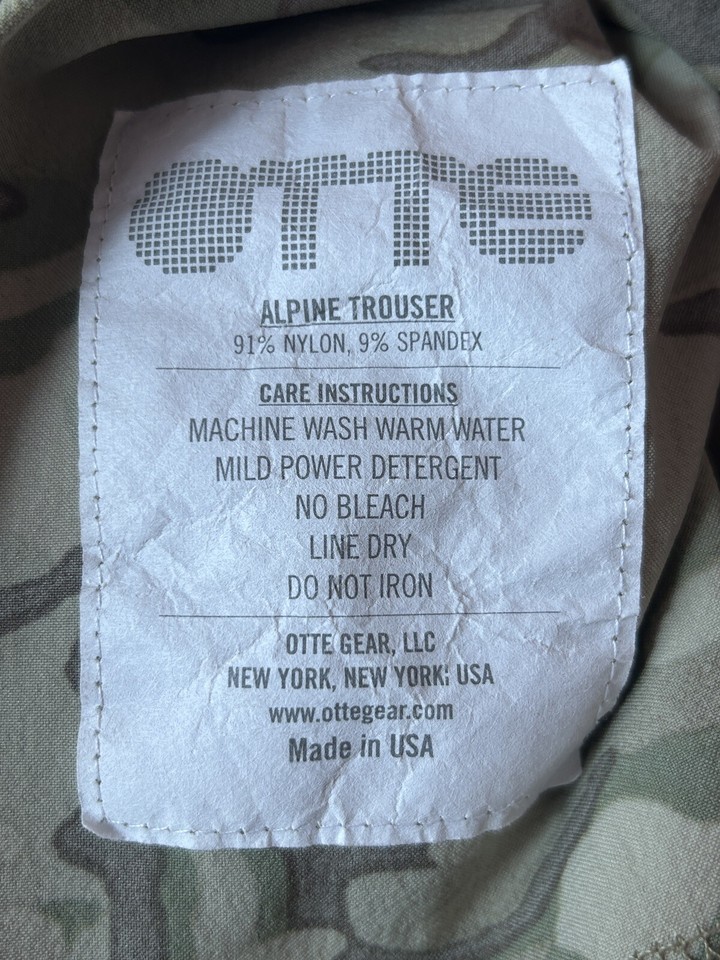 OTTE
ALPINE TROUSER
91% NYLON, 9% SPANDEX
CARE INSTRUCTIONS
MACHINE WASH WARM WATER
MILD POWER DETERGENT
NO BLEACH
LINE DRY
DO NOT IRON
OTTE GEAR, LLC
NEW YORK, NEW YORK; USA
www.ottegear.com
Made in USA